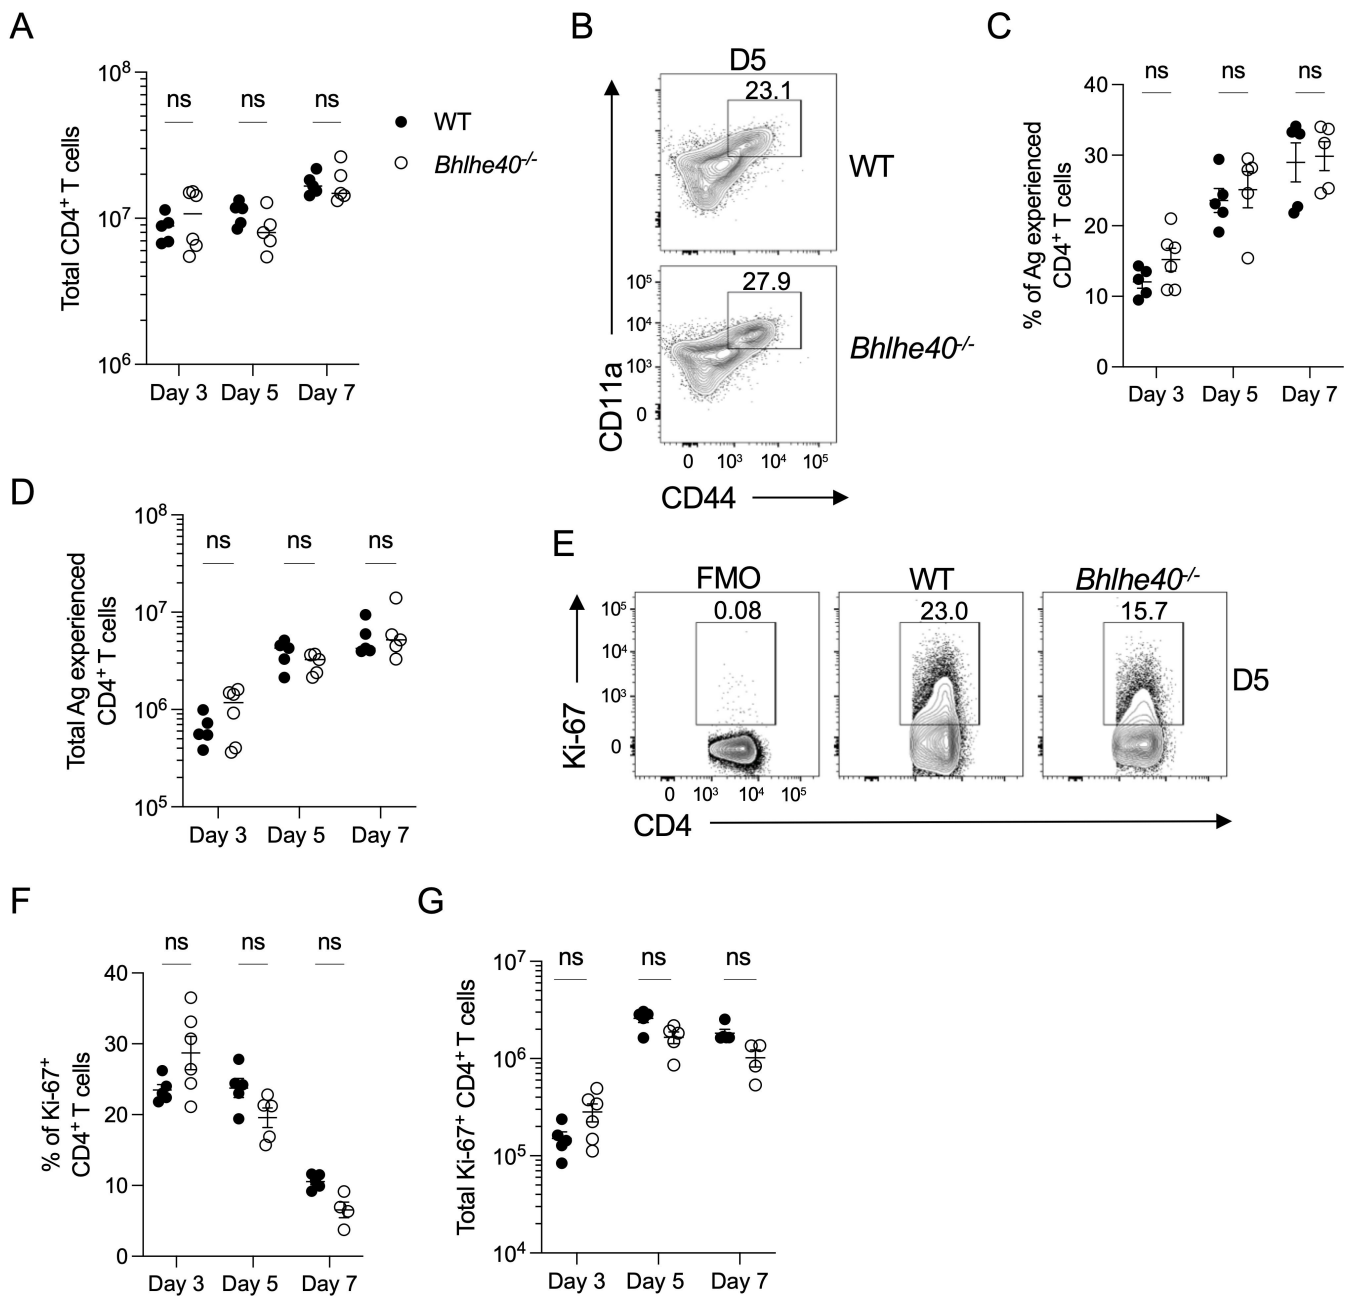 A
10⁸
10⁷
10⁶
Total CD4⁺ T cells
ns ns ns
Day 3 Day 5 Day 7
WT
Bhlhe40⁻/⁻
B
D5
23.1
WT
27.9
Bhlhe40⁻/⁻
10⁵
10⁴
10³
0
CD11a
0 10³ 10⁴ 10⁵
CD44
C
ns ns ns
40
30
20
10
0
% of Ag experienced
CD4⁺ T cells
Day 3 Day 5 Day 7
D
10⁸
10⁷
10⁶
10⁵
Total Ag experienced
CD4⁺ T cells
ns ns ns
Day 3 Day 5 Day 7
E
FMO WT Bhlhe40⁻/⁻
0.08 23.0 15.7
10⁵
10⁴
10³
0
Ki-67
D5
0 10³ 10⁴ 10⁵
CD4
F
ns ns ns
40
30
20
10
0
% of Ki-67⁺
CD4⁺ T cells
Day 3 Day 5 Day 7
G
ns ns ns
10⁷
10⁶
10⁵
10⁴
Total Ki-67⁺ CD4⁺ T cells
Day 3 Day 5 Day 7